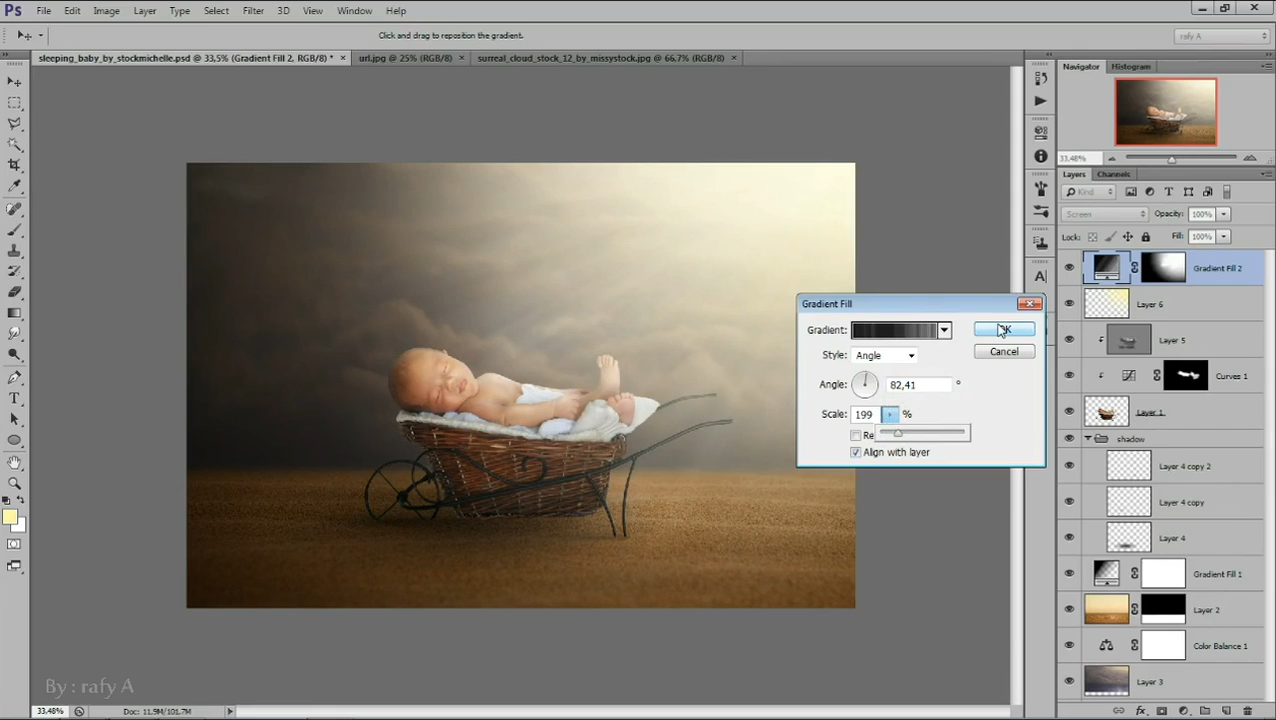 Ps File Edit Image Layer Type Select Filter 3D View Window Help
Click and drag to reposition the gradient.
rafy A
sleeping_baby_by_stockmichelle.psd @ 33,5% (Gradient Fill 2, RGB/8) * × url.jpg @ 25% (RGB/8) × surreal_cloud_stock_12_by_missystock.jpg @ 66.7% (RGB/8) ×
Navigator Histogram
33,48%
Layers Channels
Kind
Screen Opacity: 100%
Lock: Fill: 100%
Gradient Fill 2
Layer 6
Layer 5
Curves 1
Layer 1
shadow
Layer 4 copy 2
Layer 4 copy
Layer 4
Gradient Fill 1
Layer 2
Color Balance 1
Layer 3
Gradient Fill
Gradient: OK
Style: Angle Cancel
Angle: 82,41 °
Scale: 199 %
Re
Align with layer
By : rafy A
33.48% Doc: 11.9M/101.7M